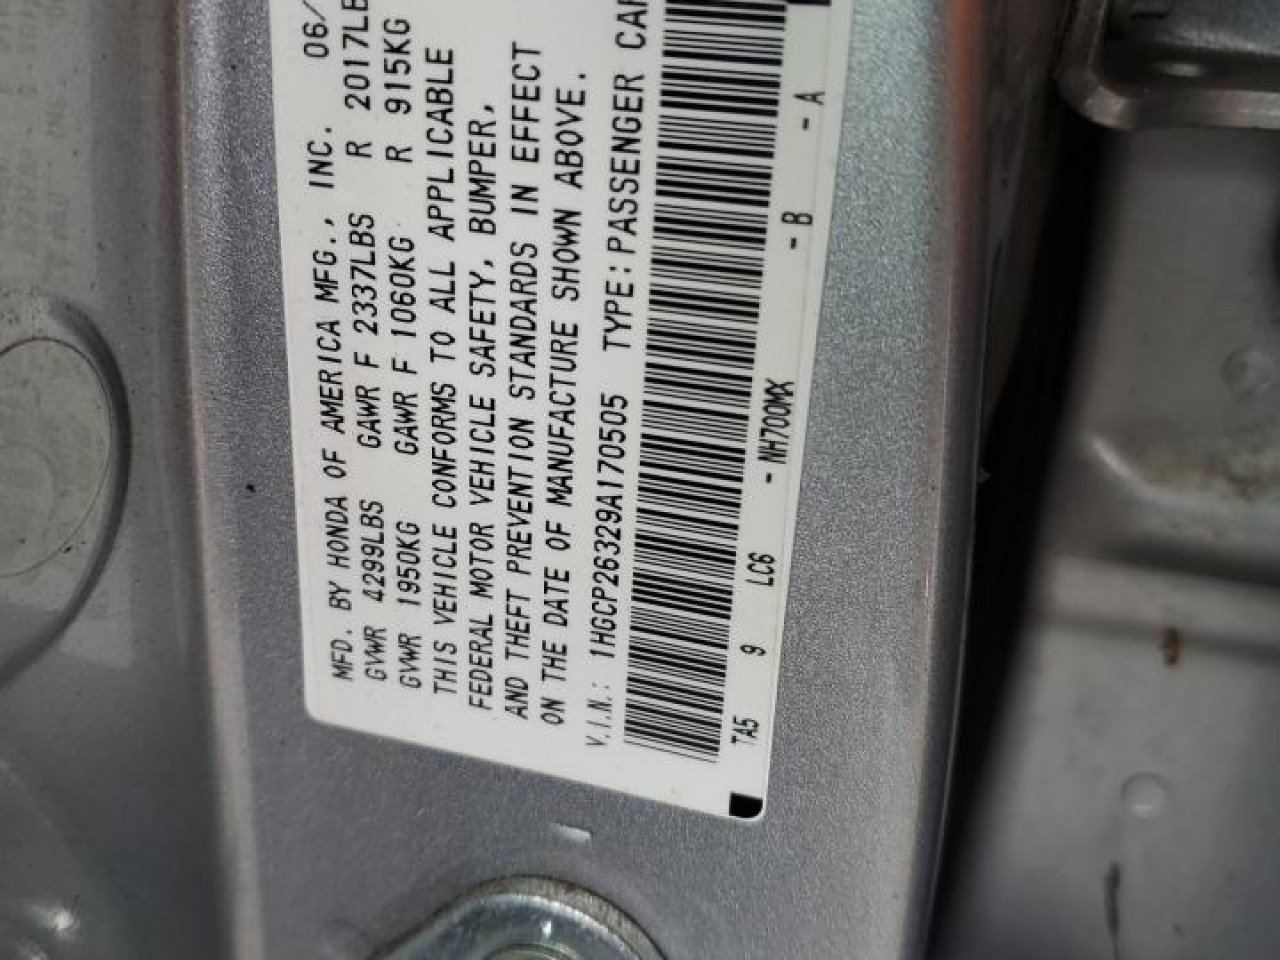 MFD. BY HONDA OF AMERICA MFG., INC. 06/
GVWR 4299LBS GAWR F 2337LBS R 2017LB
GVWR 1950KG GAWR F 1060KG R 915KG
THIS VEHICLE CONFORMS TO ALL APPLICABLE
FEDERAL MOTOR VEHICLE SAFETY, BUMPER,
AND THEFT PREVENTION STANDARDS IN EFFECT
ON THE DATE OF MANUFACTURE SHOWN ABOVE.
V.I.N.: 1HGCP26329A170505 TYPE:PASSENGER CAR
TA5 9 LC6 - NH700MX - B - A